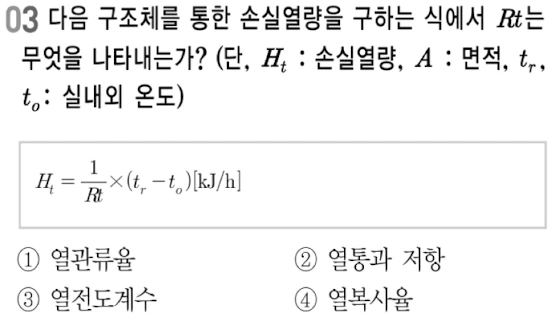 03 다음 구조체를 통한 손실열량을 구하는 식에서 Rt는
무엇을 나타내는가? (단, Hₜ : 손실열량, A : 면적, tᵣ,
tₒ: 실내외 온도)
Hₜ = 1/Rt × (tᵣ − tₒ)[kJ/h]
① 열관류율 ② 열통과 저항
③ 열전도계수 ④ 열복사율